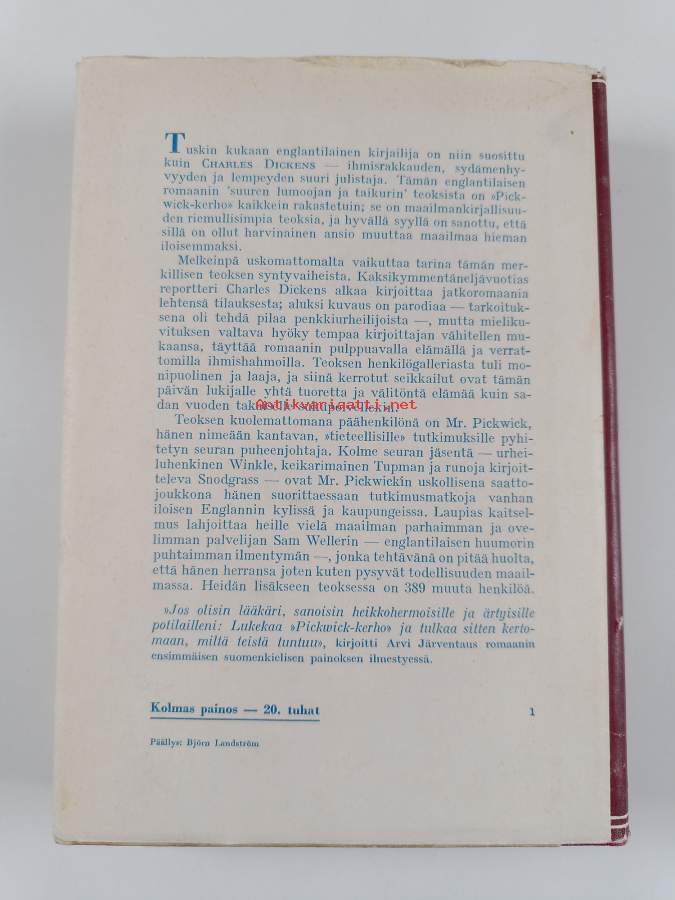 Tuskin kukaan englantilainen kirjailija on niin suosittu
kuin CHARLES DICKENS — ihmisrakkauden, sydämenhy-
vyyden ja lempeyden suuri julistaja. Tämän englantilaisen
romaanin 'suuren lumoojan ja taikurin' teoksista on »Pick-
wick-kerho» kaikkein rakastetuin; se on maailmankirjallisuu-
den riemullisimpia teoksia, ja hyvällä syyllä on sanottu, että
sillä on ollut harvinainen ansio muuttaa maailmaa hieman
iloisemmaksi.
Melkeinpä uskomattomalta vaikuttaa tarina tämän mer-
killisen teoksen syntyvaiheista. Kaksikymmentäneljävuotias
reportteri Charles Dickens alkaa kirjoittaa jatkoromaania
lehtensä tilauksesta; aluksi kuvaus on parodiaa — tarkoituk-
sena oli tehdä pilaa penkkiurheilijoista —, mutta mieliku-
vituksen valtava hyöky tempaa kirjoittajan vähitellen mu-
kaansa, täyttää romaanin pulppuavalla elämällä ja verrat-
tomilla ihmishahmoilla. Teoksen henkilögalleriasta tuli mo-
nipuolinen ja laaja, ja siinä kerrotut seikkailut ovat tämän
päivän lukijalle yhtä tuoretta ja välitöntä elämää kuin sa-
dan vuoden takaiselle sukupolvellekin.
antikvariaatti.net
Teoksen kuolemattomana päähenkilönä on Mr. Pickwick,
hänen nimeään kantavan, »tieteellisille» tutkimuksille pyhi-
tetyn seuran puheenjohtaja. Kolme seuran jäsentä — urhei-
luhenkinen Winkle, keikarimainen Tupman ja runoja kirjoit-
televa Snodgrass — ovat Mr. Pickwickin uskollisena saatto-
joukkona hänen suorittaessaan tutkimusmatkoja vanhan
iloisen Englannin kylissä ja kaupungeissa. Laupias kaitsel-
mus lahjoittaa heille vielä maailman parhaimman ja ove-
limman palvelijan Sam Wellerin — englantilaisen huumorin
puhtaimman ilmentymän —, jonka tehtävänä on pitää huolta,
että hänen herransa joten kuten pysyvät todellisuuden maail-
massa. Heidän lisäkseen teoksessa on 389 muuta henkilöä.
»Jos olisin lääkäri, sanoisin heikkohermoisille ja ärtyisille
potilailleni: Lukekaa »Pickwick-kerho» ja tulkaa sitten kerto-
maan, miltä teistä tuntuu», kirjoitti Arvi Järventaus romaanin
ensimmäisen suomenkielisen painoksen ilmestyessä.
Kolmas painos — 20. tuhat 1
Päällys: Björn Landström